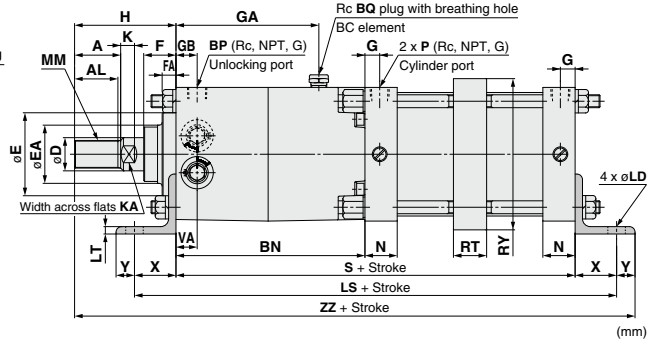 H
GA
Rc BQ plug with breathing hole
BC element
K
A
F
GB
BP (Rc, NPT, G)
Unlocking port
G
2 x P (Rc, NPT, G)
Cylinder port
G
MM
AL
FA
øE
øEA
øD
4 x øLD
Width across flats KA
LT
VA
BN
N
RT
RY
N
Y
X
S + Stroke
X
Y
LS + Stroke
ZZ + Stroke
(mm)